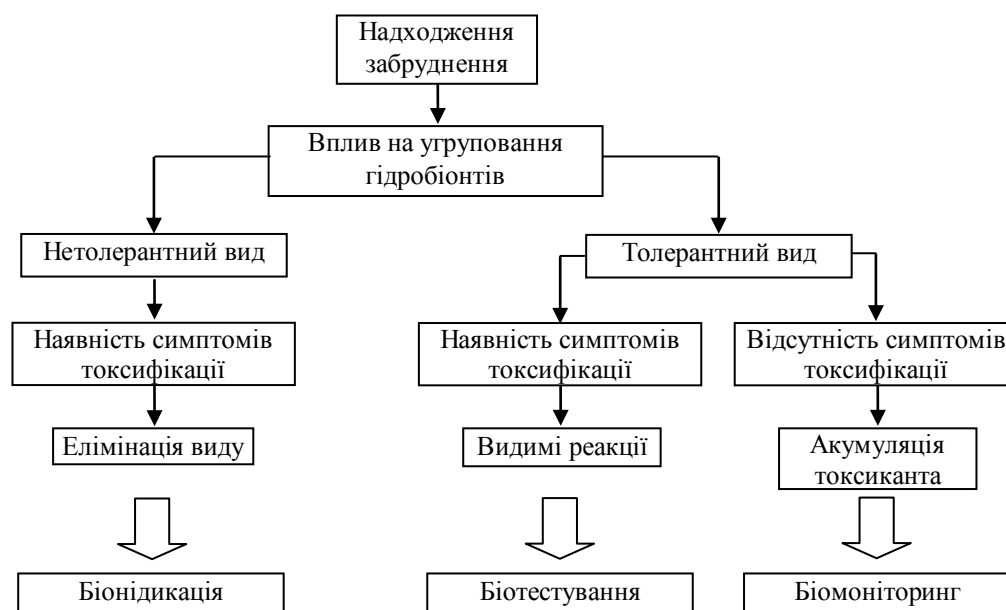 Надходження
забруднення
Вплив на угруповання
гідробіонтів
Нетолерантний вид
Толерантний вид
Наявність симптомів
токсифікації
Наявність симптомів
токсифікації
Відсутність симптомів
токсифікації
Елімінація виду
Видимі реакції
Акумуляція
токсиканта
Біонідикація
Біотестування
Біомоніторинг